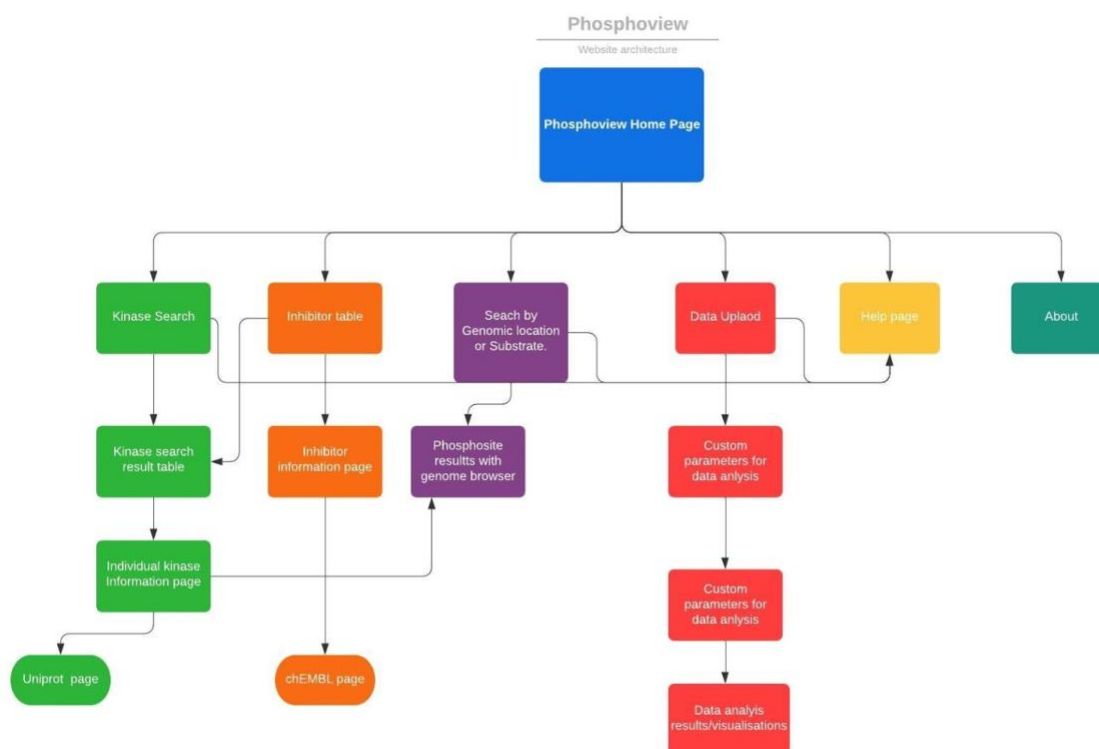 Phosphoview
Website architecture
Phosphoview Home Page
Kinase Search
Inhibitor table
Seach by
Genomic location
or Substrate.
Data Uplaod
Help page
About
Kinase search
result table
Inhibitor
information page
Phosphosite
resultts with
genome browser
Custom
parameters for
data anlysis
Individual kinase
Information page
Custom
parameters for
data anlysis
Uniprot page
chEMBL page
Data analyis
results/visualisations